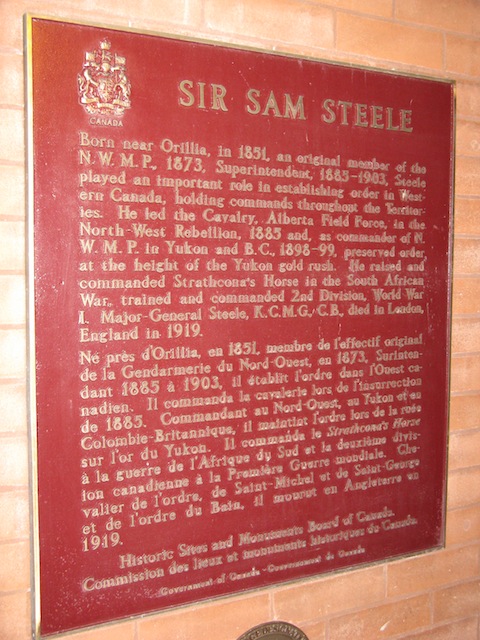 CANADA
SIR SAM STEELE
Born near Orillia, in 1851, an original member of the
N.W.M.P., 1873, Superintendent, 1885-1903, Steele
played an important role in establishing order in West-
ern Canada, holding commands throughout the Territor-
ies. He led the Cavalry, Alberta Field Force, in the
North-West Rebellion, 1885 and, as commander of N.
W.M.P. in Yukon and B.C., 1898-99, preserved order
at the height of the Yukon gold rush. He raised and
commanded Strathcona's Horse in the South African
War, trained and commanded 2nd Division, World War
I. Major-General Steele, K.C.M.G., C.B., died in London,
England in 1919.
Né près d'Orillia, en 1851, membre de l'effectif original
de la Gendarmerie du Nord-Ouest, en 1873, Surinten-
dant 1885 à 1903, il établit l'ordre dans l'Ouest ca-
nadien. Il commanda la cavalerie lors de l'insurrection
de 1885. Commandant au Nord-Ouest, au Yukon et en
Colombie-Britannique, il maintint l'ordre lors de la ruée
sur l'or du Yukon. Il commanda le Strathcona's Horse
à la guerre de l'Afrique du Sud et la deuxième divis-
ion canadienne à la Première Guerre mondiale. Che-
valier de l'ordre, de Saint-Michel et de Saint-George
et de l'ordre du Bain, il mourut en Angleterre en
1919.
Historic Sites and Monuments Board of Canada.
Commission des lieux et monuments historiques du Canada.
Government of Canada - Gouvernement du Canada